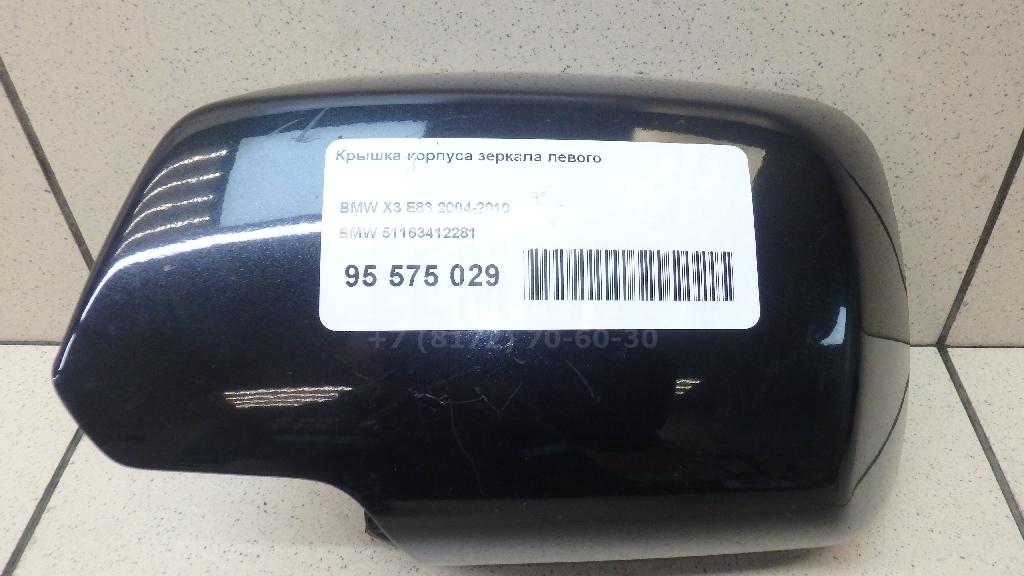 Крышка корпуса зеркала левого
BMW X3 E83 2004-2010
BMW 51163412281
95 575 029
+7 (8172) 70-60-30